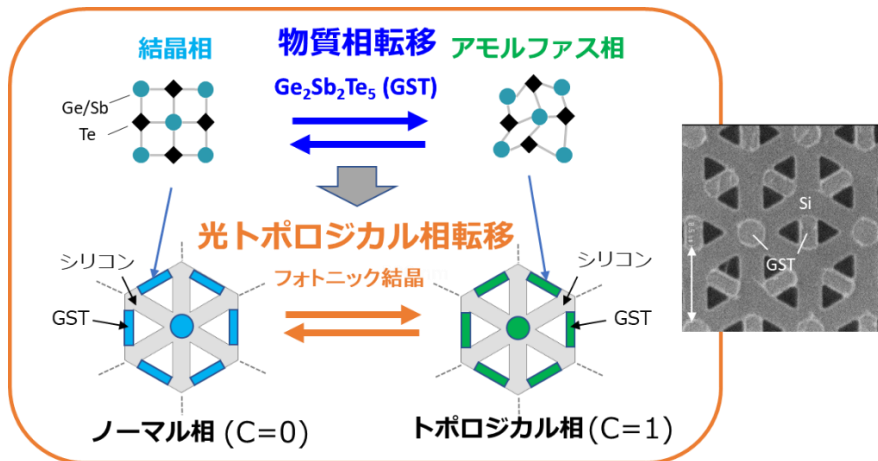 結晶相
物質相転移
アモルファス相
Ge₂Sb₂Te₅ (GST)
Ge/Sb
Te
光トポロジカル相転移
フォトニック結晶
シリコン
GST
シリコン
GST
ノーマル相 (C=0)
トポロジカル相 (C=1)
Si
GST